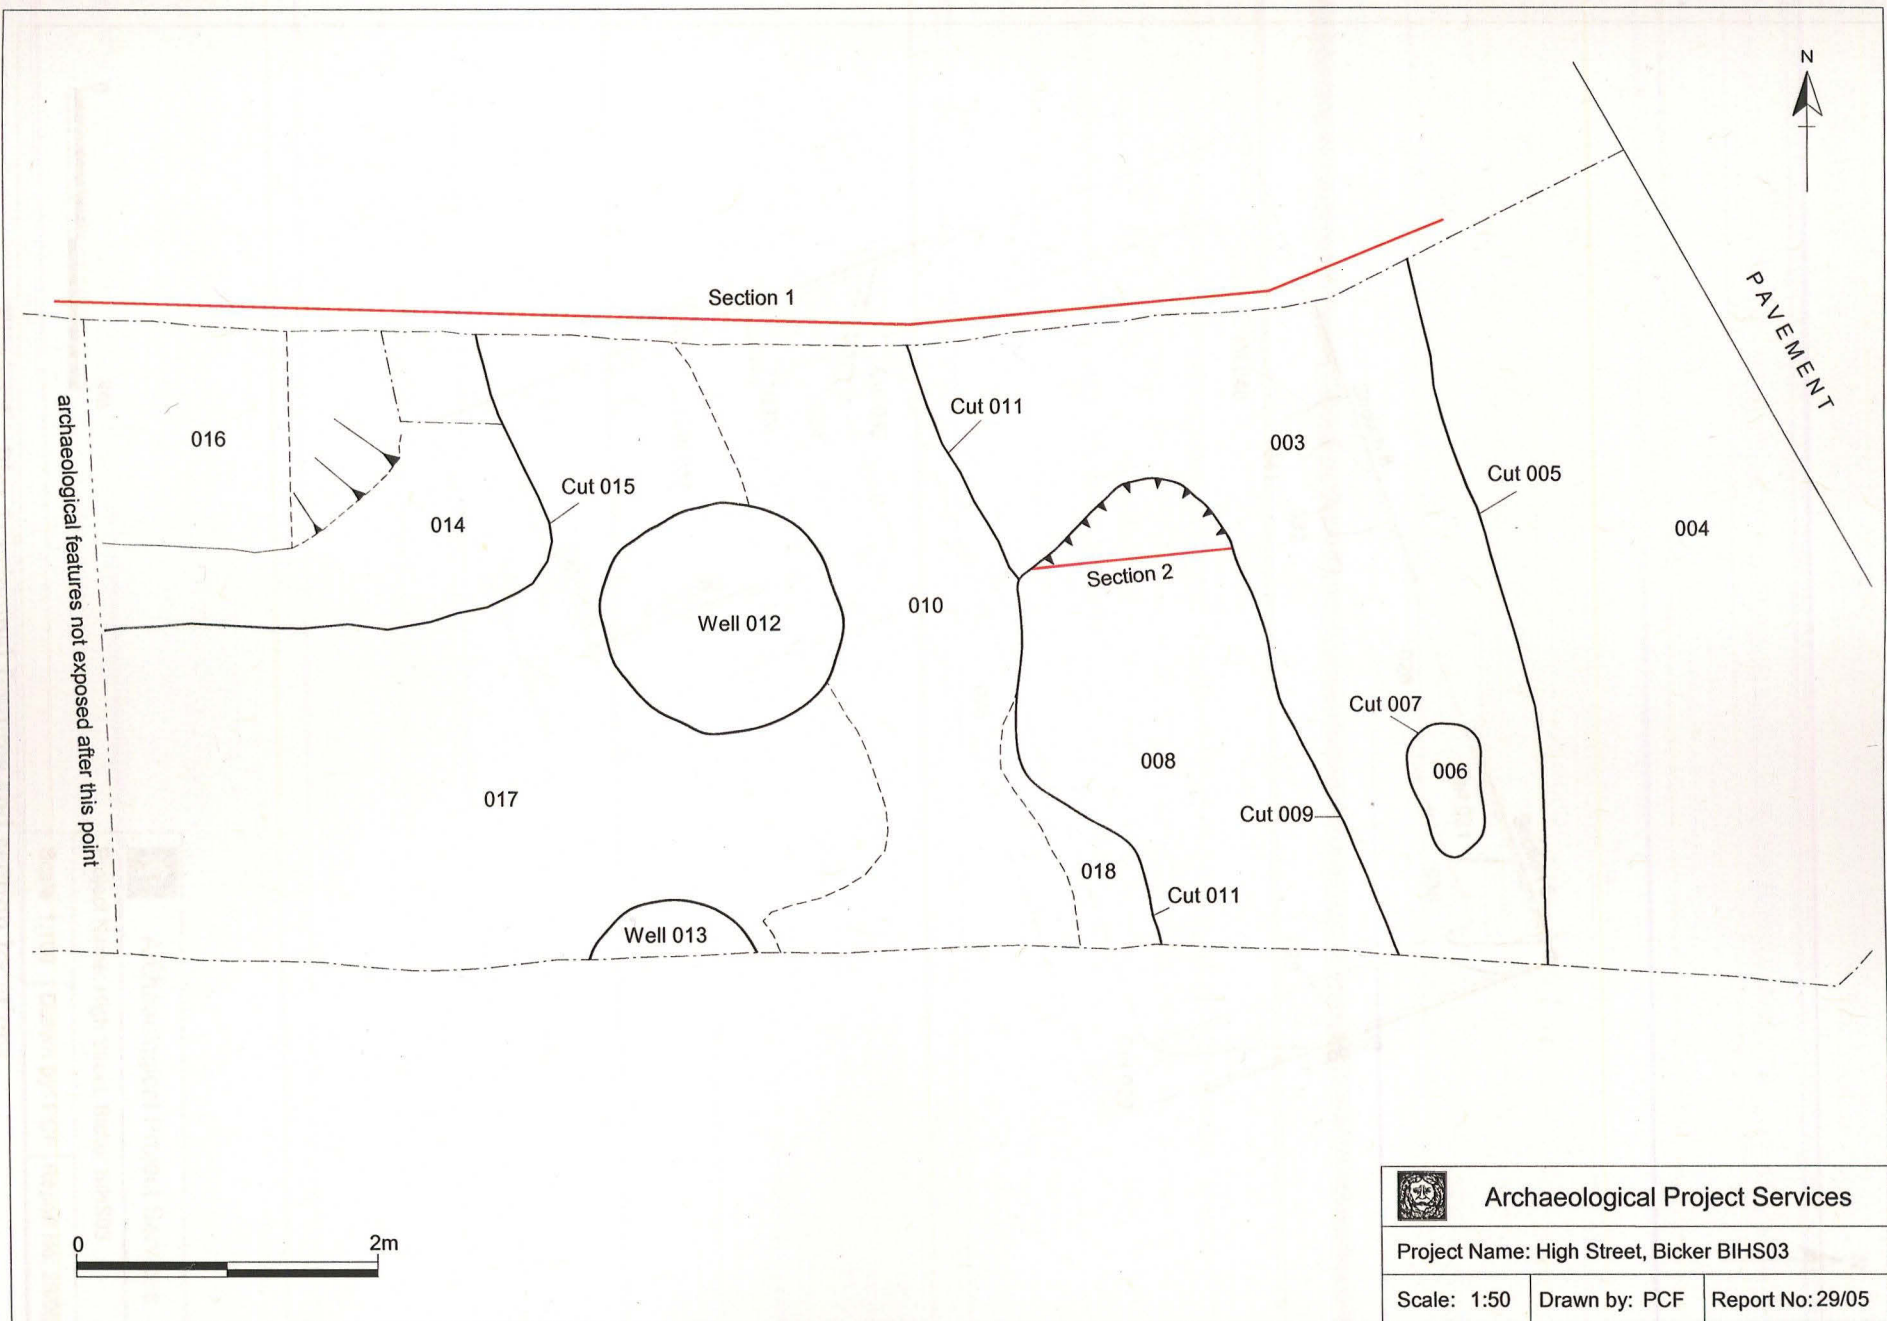 N
PAVEMENT
Section 1
archaeological features not exposed after this point
016
014
Cut 015
Cut 011
003
Cut 005
004
Section 2
Well 012
010
017
008
Cut 007
006
Cut 009
018
Cut 011
Well 013
0 2m
Archaeological Project Services
Project Name: High Street, Bicker BIHS03
Scale: 1:50 Drawn by: PCF Report No: 29/05